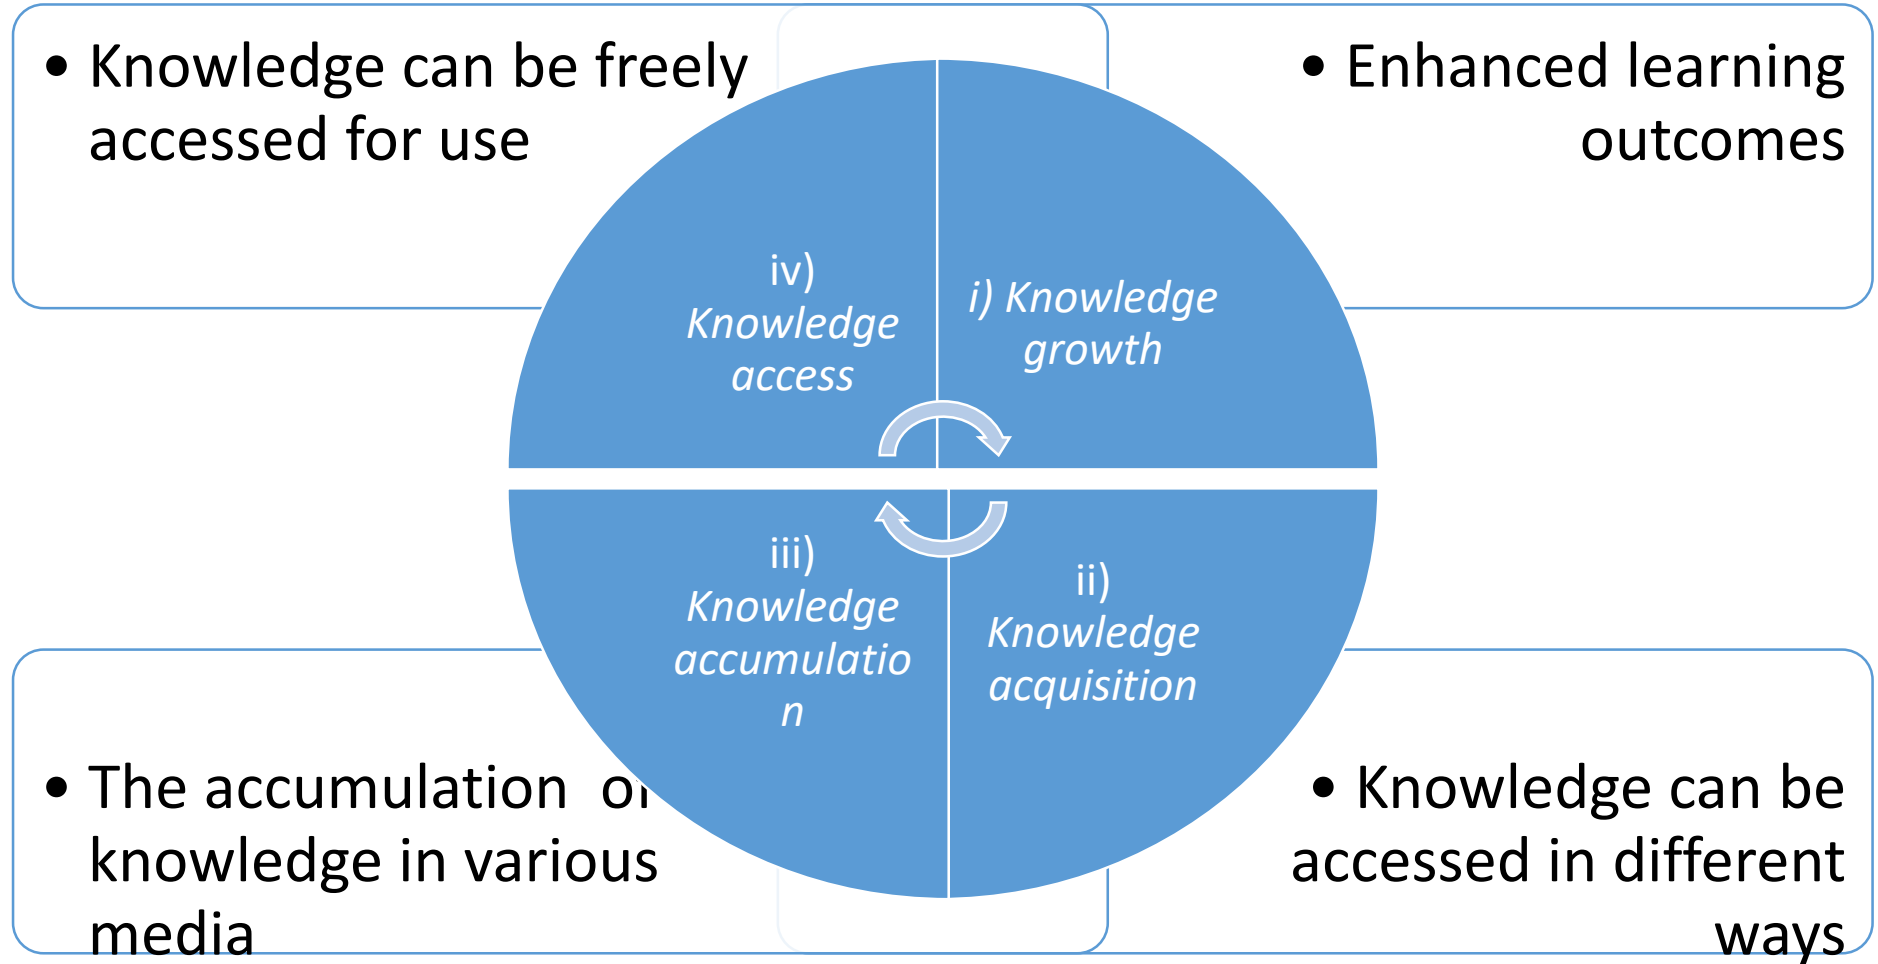 • Knowledge can be freely
accessed for use
• Enhanced learning
outcomes
iv)
Knowledge
access
i) Knowledge
growth
iii)
Knowledge
accumulatio
n
ii)
Knowledge
acquisition
• The accumulation of
knowledge in various
media
• Knowledge can be
accessed in different
ways